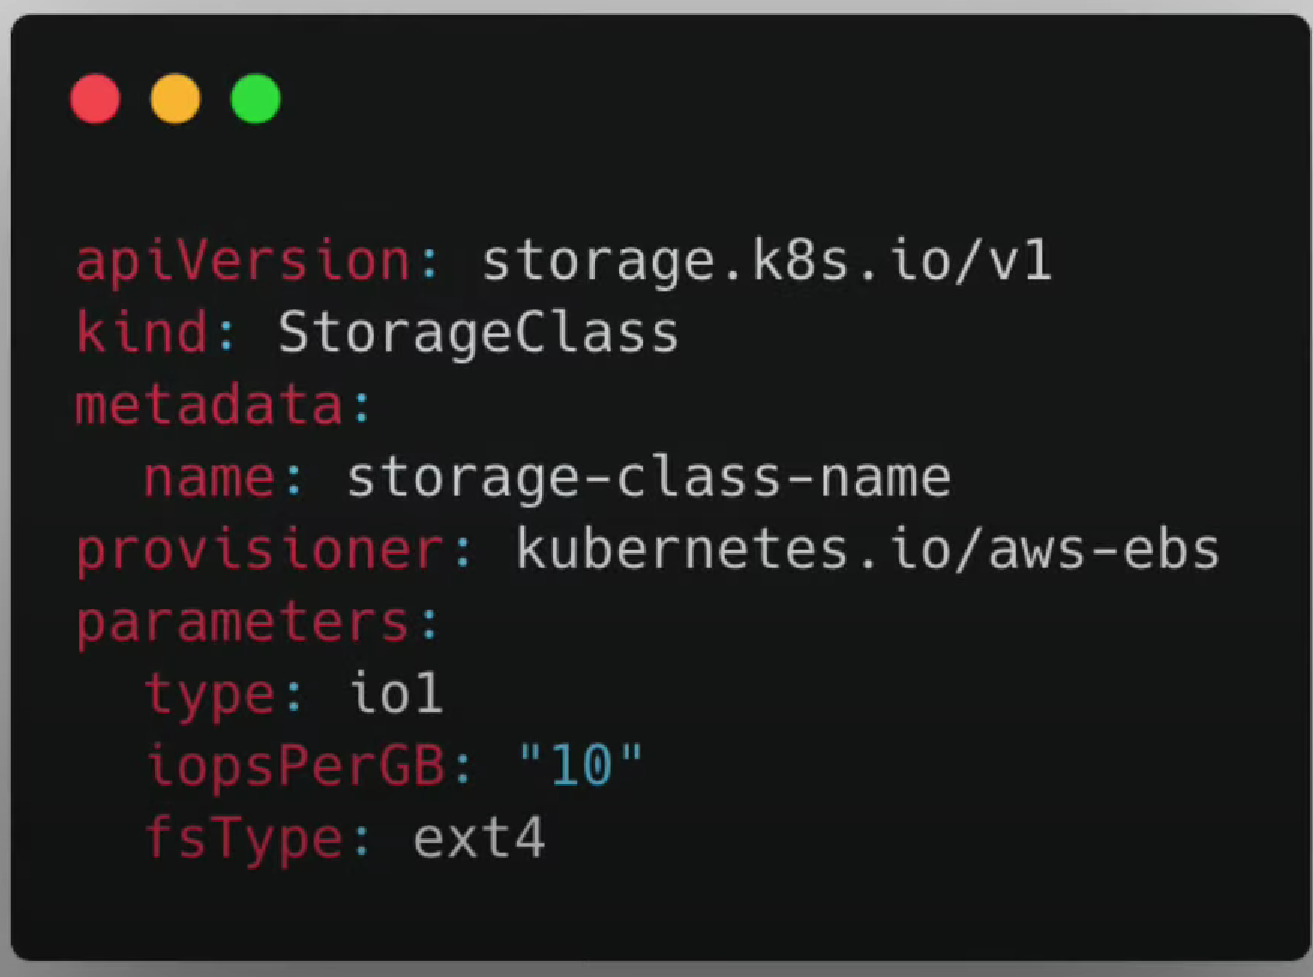 apiVersion: storage.k8s.io/v1
kind: StorageClass
metadata:
  name: storage-class-name
provisioner: kubernetes.io/aws-ebs
parameters:
  type: io1
  iopsPerGB: "10"
  fsType: ext4